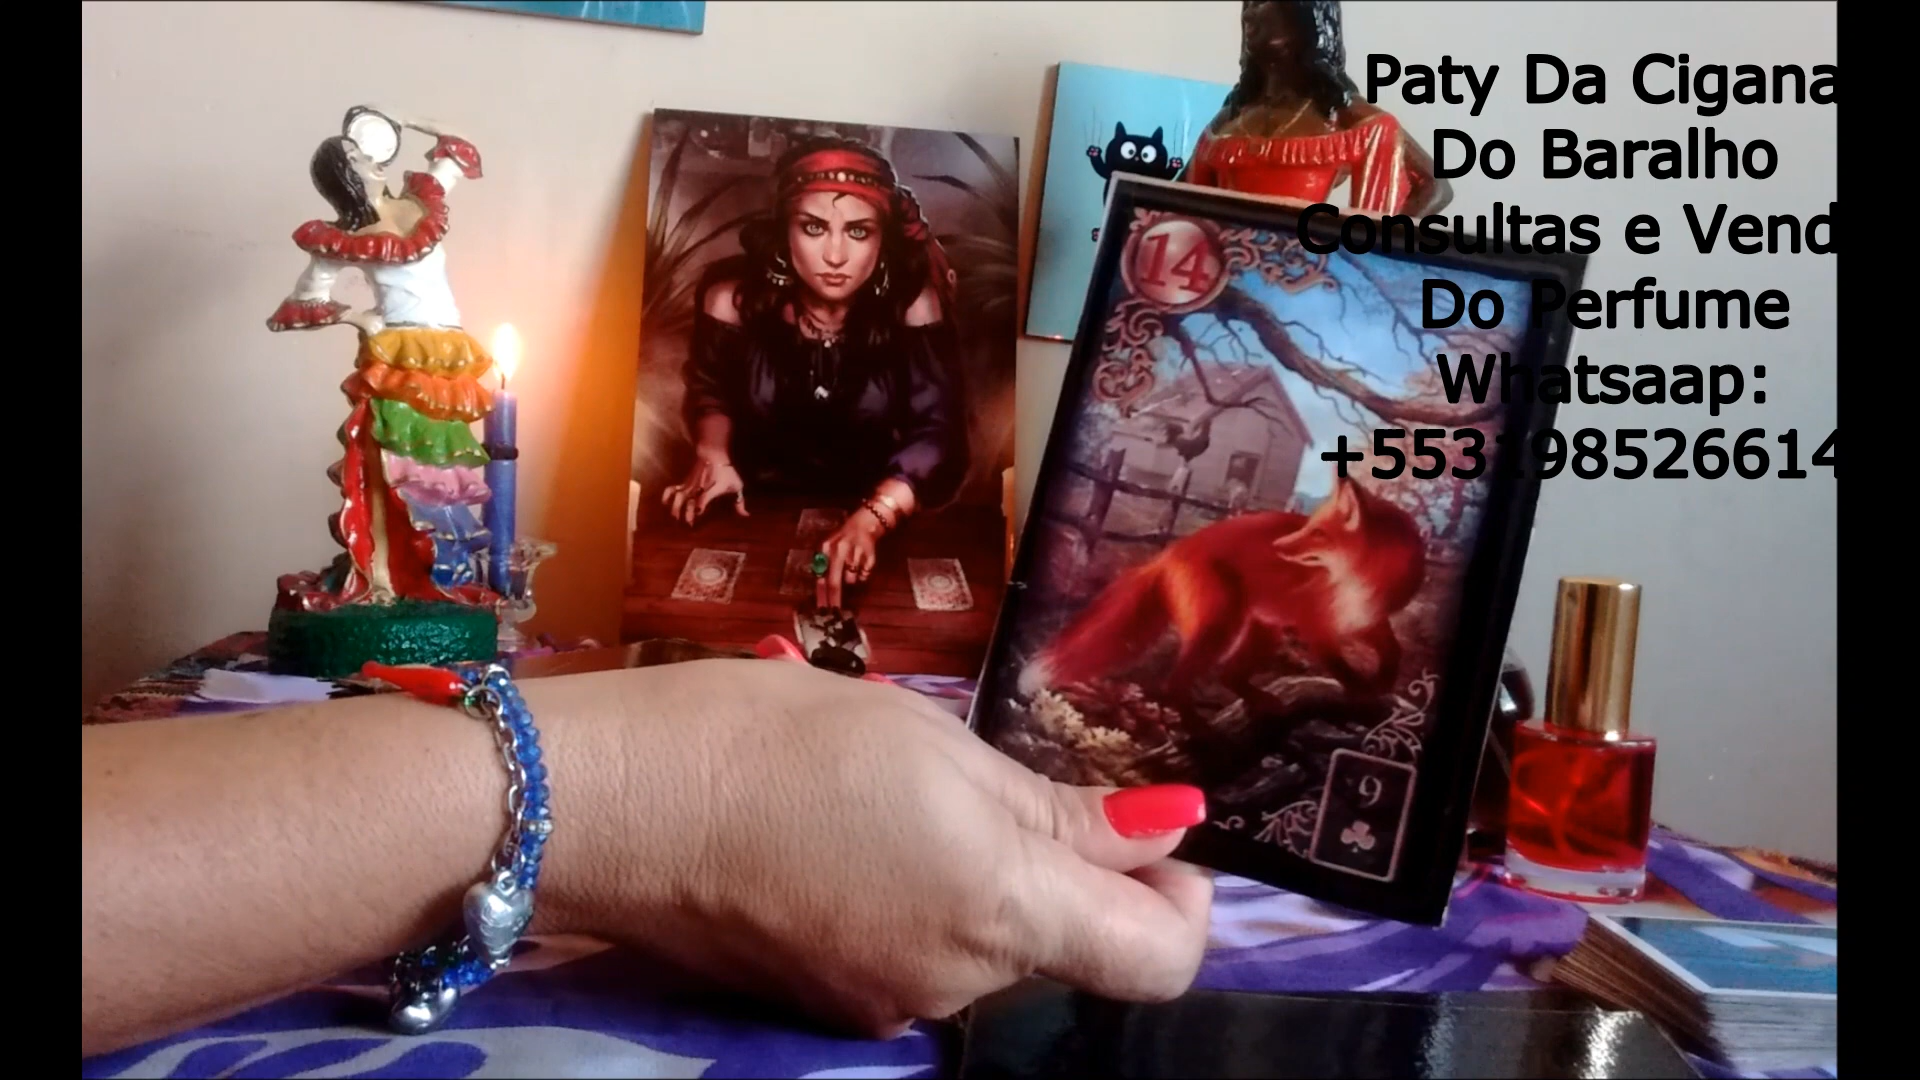 Paty Da Cigana
Do Baralho
Consultas e Vend
Do Perfume
Whatsaap:
+553198526614
14
9